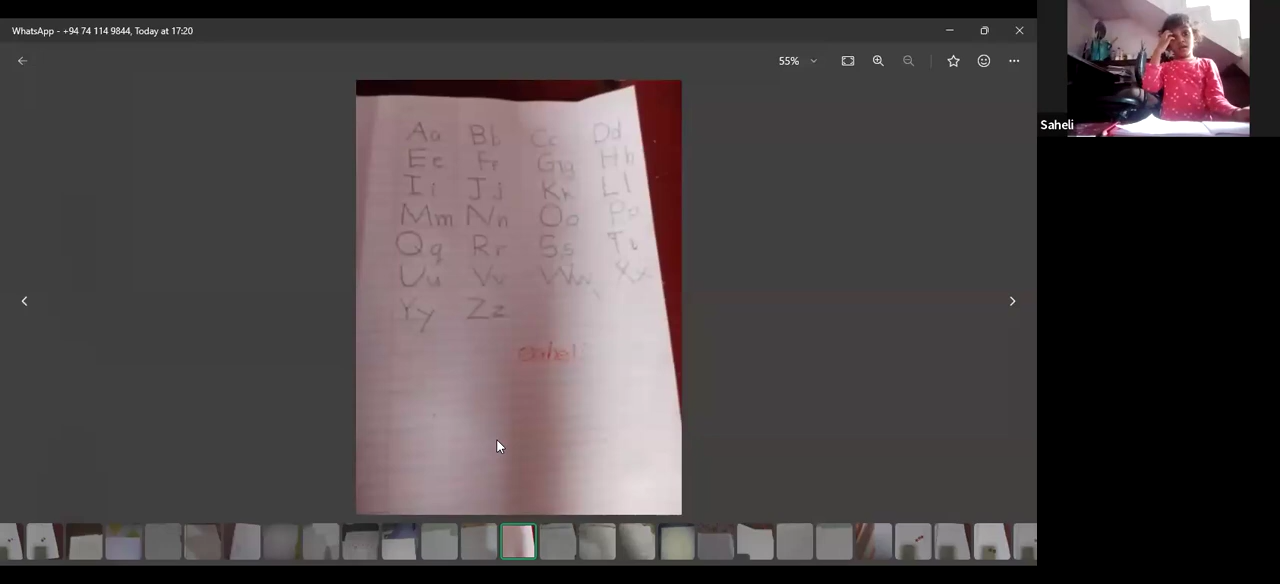 WhatsApp - +94 74 114 9844, Today at 17:20
55%
Saheli
Aa Bb Cc Dd
Ee Ff Gg Hh
Ii Jj Kk Ll
Mm Nn Oo Pp
Qq Rr Ss Tt
Uu Vv Ww Xx
Yy Zz
Saheli